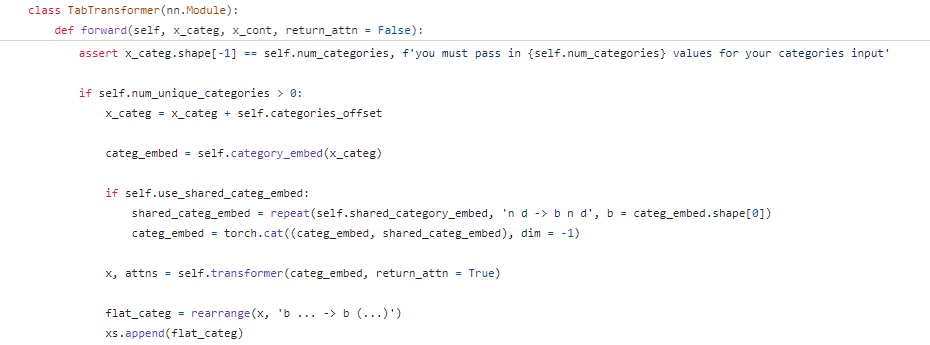 class TabTransformer(nn.Module):
def forward(self, x_categ, x_cont, return_attn = False):
assert x_categ.shape[-1] == self.num_categories, f'you must pass in {self.num_categories} values for your categories input'
if self.num_unique_categories > 0:
x_categ = x_categ + self.categories_offset
categ_embed = self.category_embed(x_categ)
if self.use_shared_categ_embed:
shared_categ_embed = repeat(self.shared_category_embed, 'n d -> b n d', b = categ_embed.shape[0])
categ_embed = torch.cat((categ_embed, shared_categ_embed), dim = -1)
x, attns = self.transformer(categ_embed, return_attn = True)
flat_categ = rearrange(x, 'b ... -> b (...)')
xs.append(flat_categ)